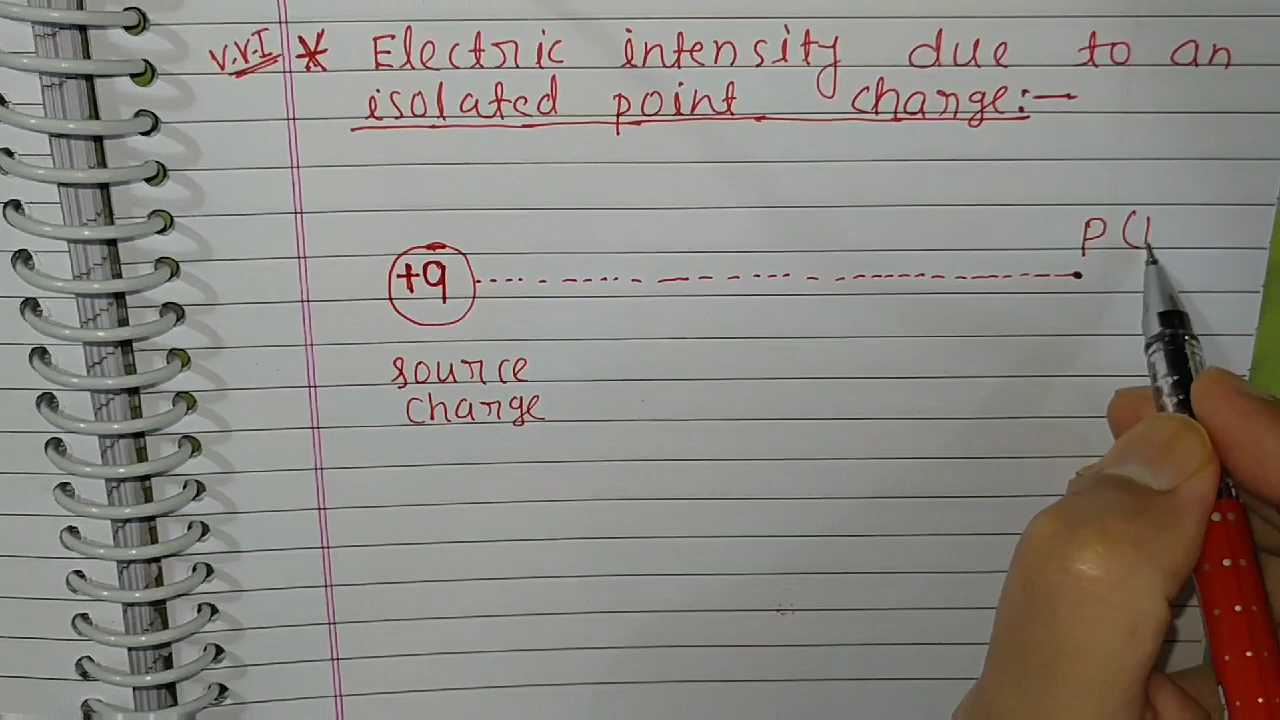 V.V.I * Electric intensity due to an
isolated point charge:-
P (
+q
source
charge